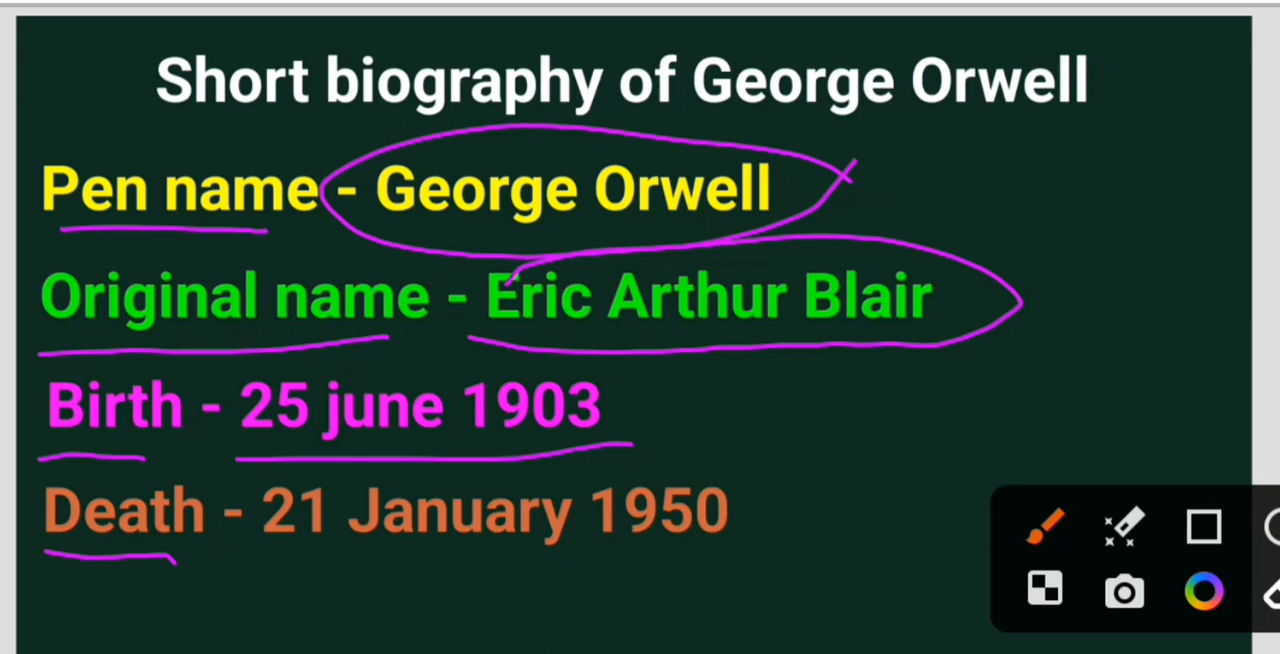 Short biography of George Orwell
Pen name - George Orwell
Original name - Eric Arthur Blair
Birth - 25 june 1903
Death - 21 January 1950